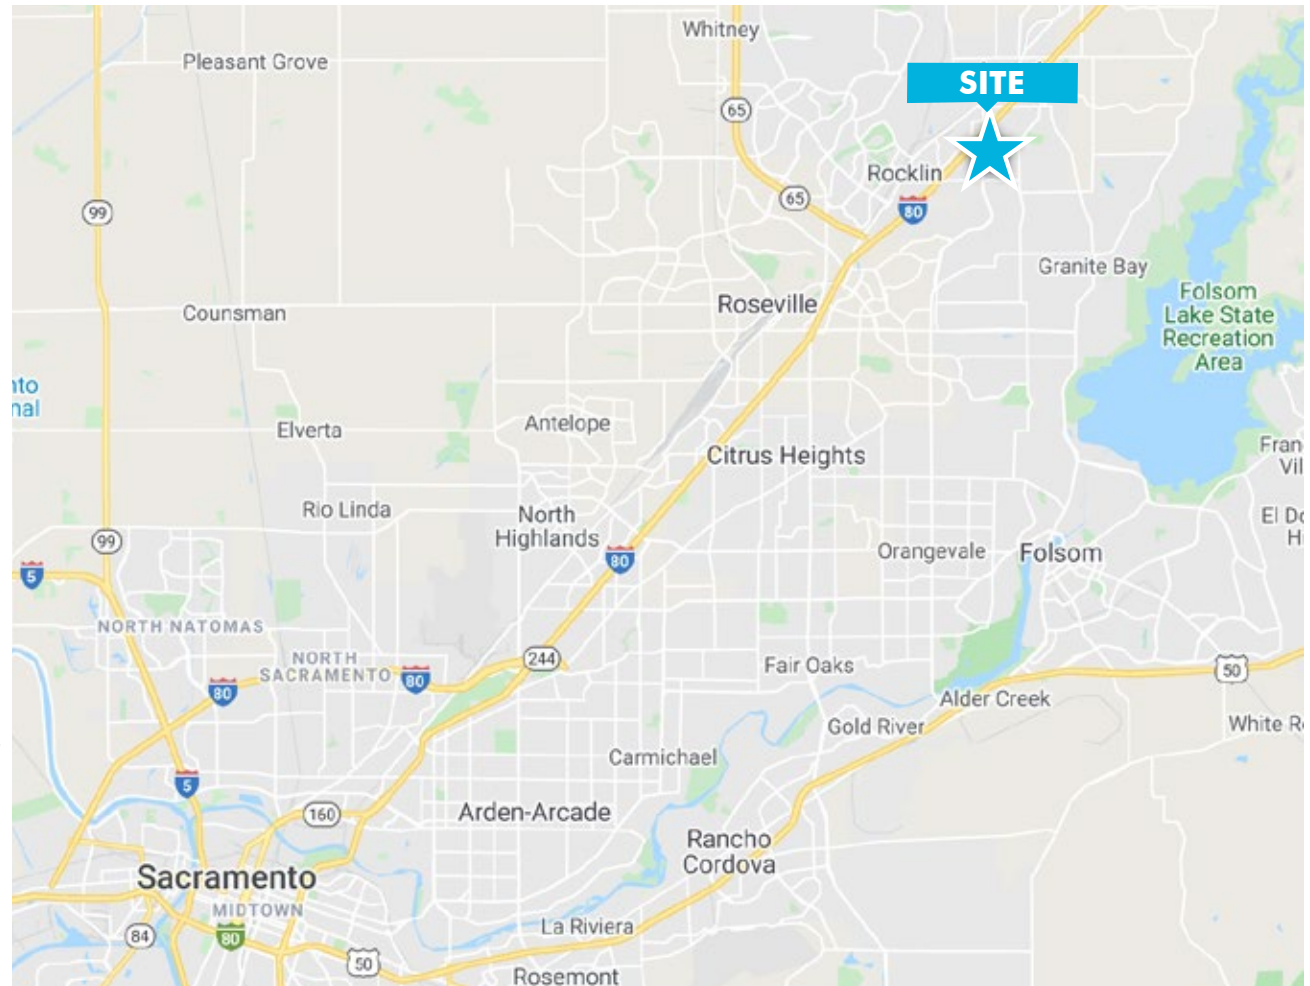 Whitney
Pleasant Grove
SITE
65
Rocklin
65
80
99
Granite Bay
Folsom
Lake State
Recreation
Area
Roseville
Counsman
Antelope
Elverta
Citrus Heights
Rio Linda
North
Highlands
99
80
Orangevale
Folsom
5
NORTH NATOMAS
NORTH
SACRAMENTO
244
80
80
Fair Oaks
50
Alder Creek
Gold River
Carmichael
5
160
Arden-Arcade
Rancho
Cordova
Sacramento
MIDTOWN
84
80
50
La Riviera
Rosemont
White